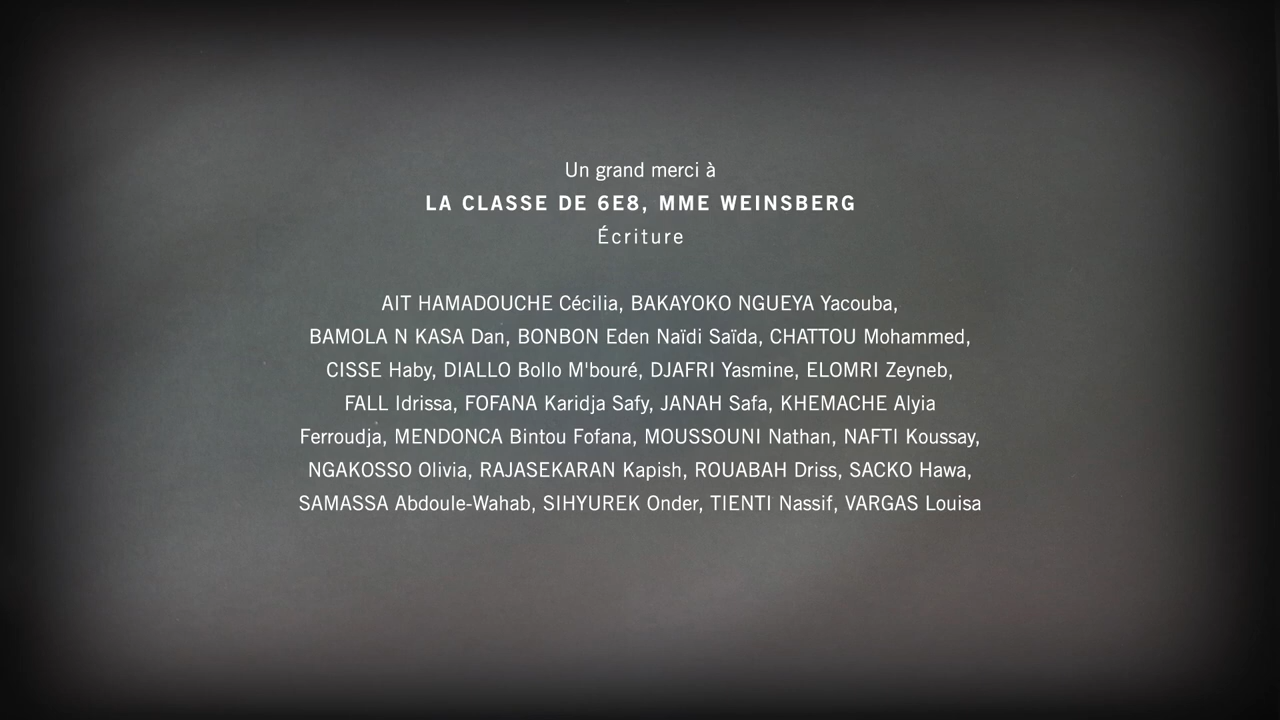 Un grand merci à
LA CLASSE DE 6E8, MME WEINSBERG
Écriture
AIT HAMADOUCHE Cécilia, BAKAYOKO NGUEYA Yacouba,
BAMOLA N KASA Dan, BONBON Eden Naïdi Saïda, CHATTOU Mohammed,
CISSE Haby, DIALLO Bollo M'bouré, DJAFRI Yasmine, ELOMRI Zeyneb,
FALL Idrissa, FOFANA Karidja Safy, JANAH Safa, KHEMACHE Alyia
Ferroudja, MENDONCA Bintou Fofana, MOUSSOUNI Nathan, NAFTI Koussay,
NGAKOSSO Olivia, RAJASEKARAN Kapish, ROUABAH Driss, SACKO Hawa,
SAMASSA Abdoule-Wahab, SIHYUREK Onder, TIENTI Nassif, VARGAS Louisa